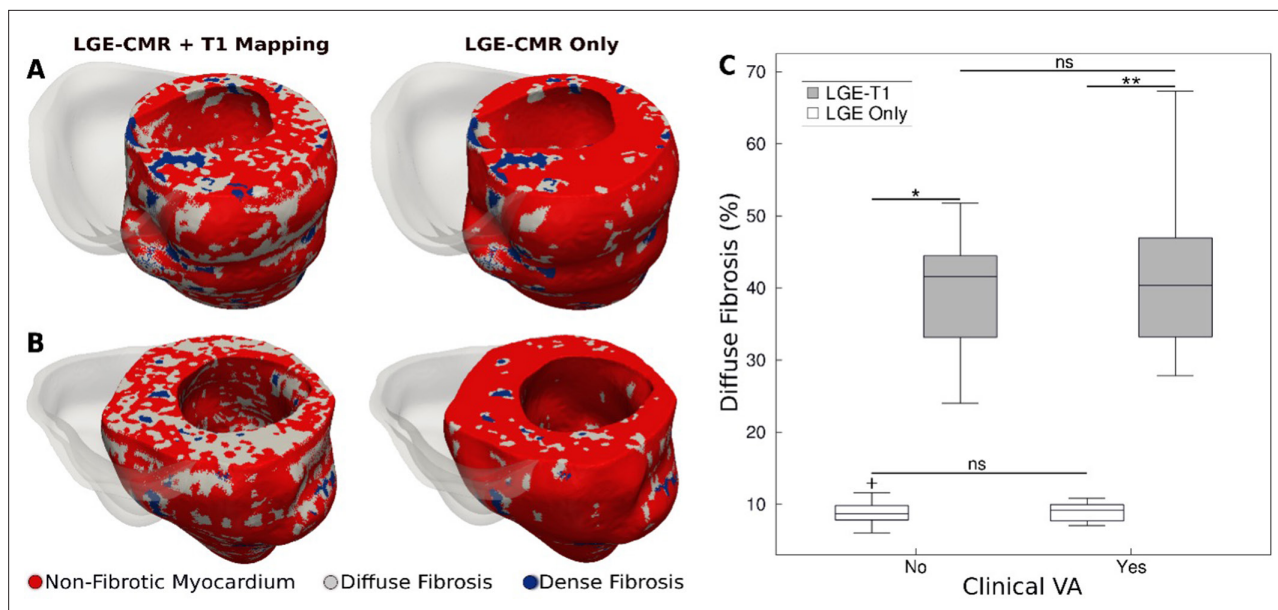 LGE-CMR + T1 Mapping
LGE-CMR Only
A
B
Non-Fibrotic Myocardium
Diffuse Fibrosis
Dense Fibrosis
C
Diffuse Fibrosis (%)
70
60
50
40
30
20
10
LGE-T1
LGE Only
ns
**
*
ns
No
Yes
Clinical VA